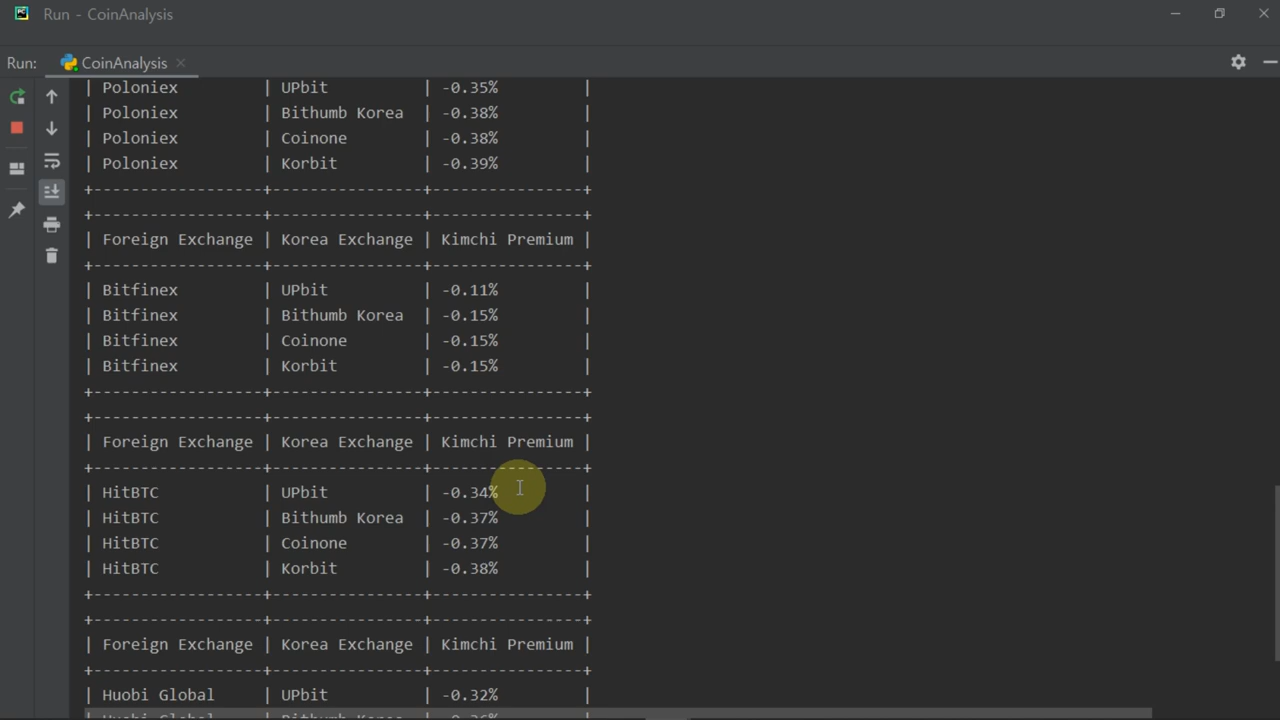 Run - CoinAnalysis
Run: CoinAnalysis
| Poloniex | UPbit | -0.35% |
| Poloniex | Bithumb Korea | -0.38% |
| Poloniex | Coinone | -0.38% |
| Poloniex | Korbit | -0.39% |
+------------------+----------------+----------------+
+------------------+----------------+----------------+
| Foreign Exchange | Korea Exchange | Kimchi Premium |
+------------------+----------------+----------------+
| Bitfinex | UPbit | -0.11% |
| Bitfinex | Bithumb Korea | -0.15% |
| Bitfinex | Coinone | -0.15% |
| Bitfinex | Korbit | -0.15% |
+------------------+----------------+----------------+
+------------------+----------------+----------------+
| Foreign Exchange | Korea Exchange | Kimchi Premium |
+------------------+----------------+----------------+
| HitBTC | UPbit | -0.34% |
| HitBTC | Bithumb Korea | -0.37% |
| HitBTC | Coinone | -0.37% |
| HitBTC | Korbit | -0.38% |
+------------------+----------------+----------------+
+------------------+----------------+----------------+
| Foreign Exchange | Korea Exchange | Kimchi Premium |
+------------------+----------------+----------------+
| Huobi Global | UPbit | -0.32% |